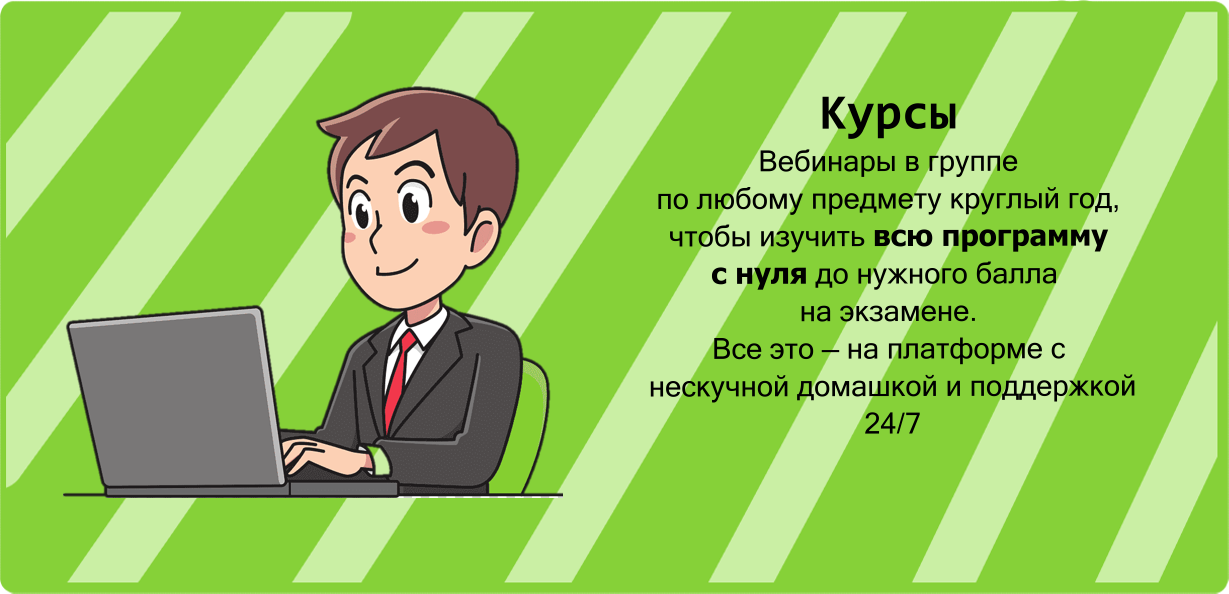 Курсы
Вебинары в группе
по любому предмету круглый год,
чтобы изучить всю программу
с нуля до нужного балла
на экзамене.
Все это – на платформе с
нескучной домашкой и поддержкой
24/7